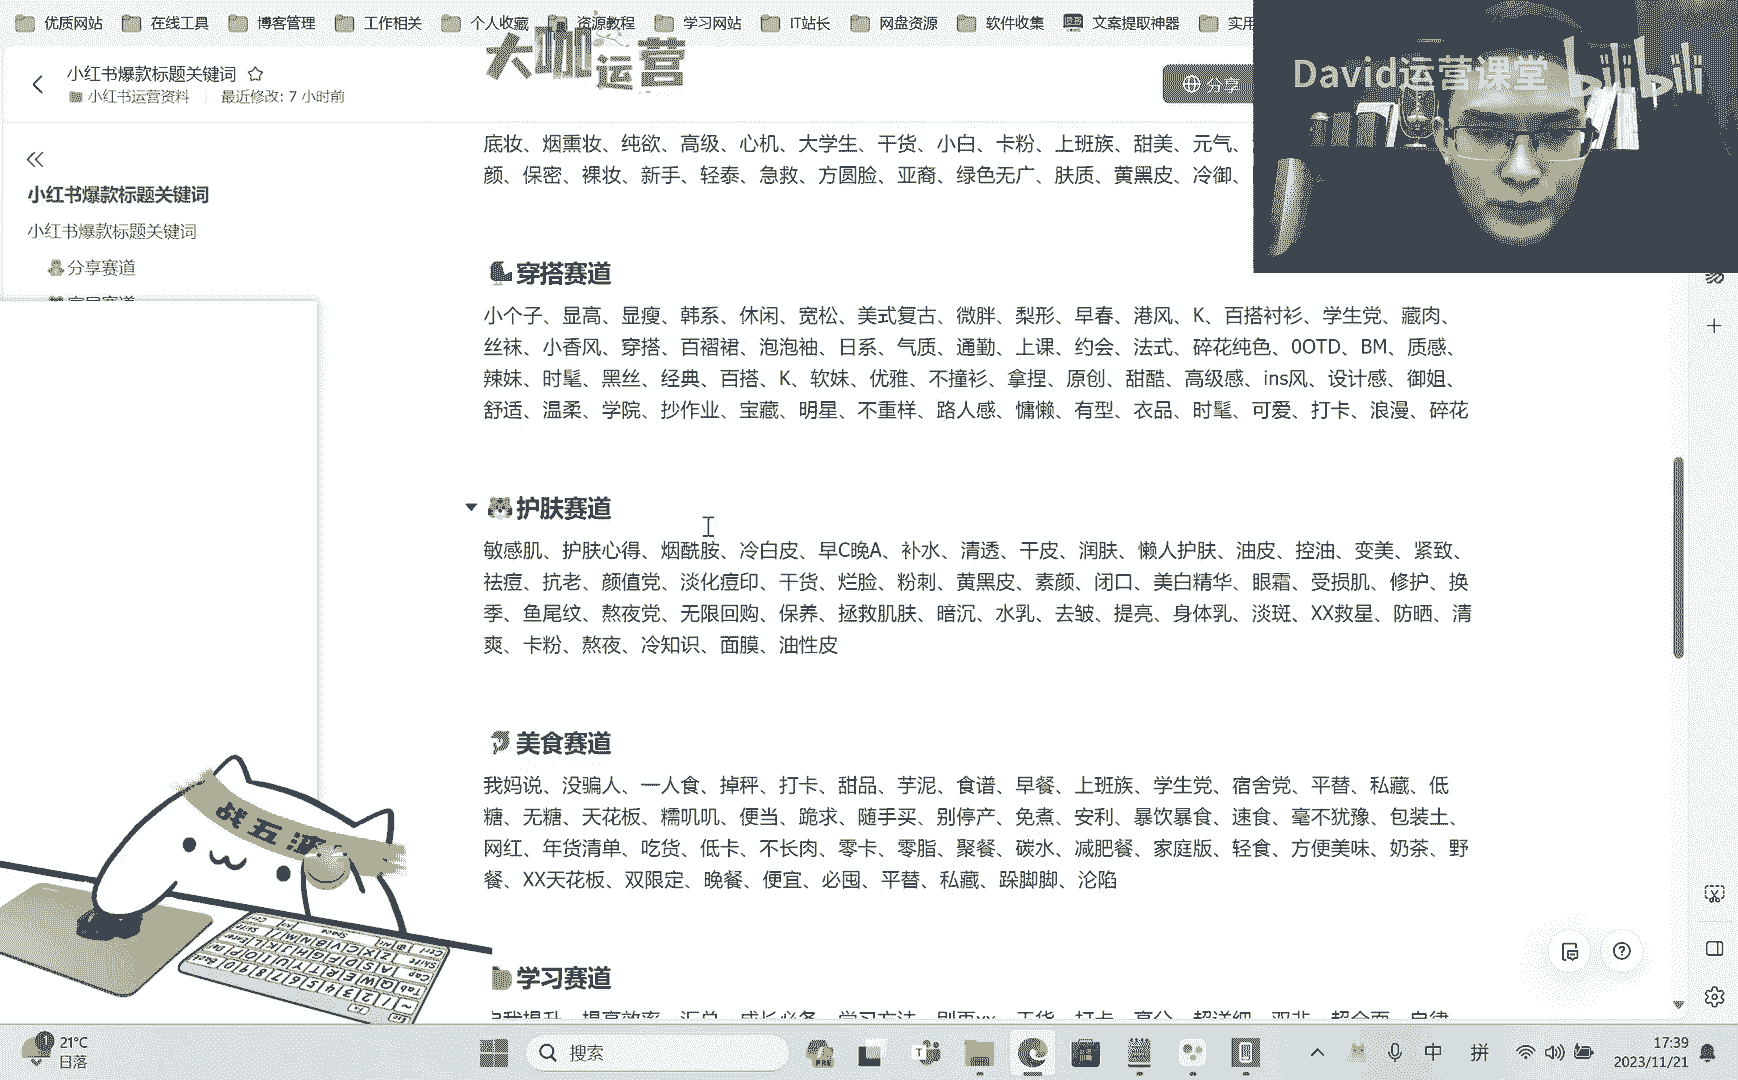 优质网站 在线工具 博客管理 工作相关 个人收藏 资源教程 学习网站 IT站长 网盘资源 软件收集 文案提取神器 实用
大咖运营
David运营课堂 bilibili
小红书爆款标题关键词
小红书运营资料 最近修改: 7 小时前
分享
小红书爆款标题关键词
小红书爆款标题关键词
分享赛道
底妆、烟熏妆、纯欲、高级、心机、大学生、干货、小白、卡粉、上班族、甜美、元气、
颜、保密、裸妆、新手、轻泰、急救、方圆脸、亚裔、绿色无广、肤质、黄黑皮、冷御、
穿搭赛道
小个子、显高、显瘦、韩系、休闲、宽松、美式复古、微胖、梨形、早春、港风、K、百搭衬衫、学生党、藏肉、
丝袜、小香风、穿搭、百褶裙、泡泡袖、日系、气质、通勤、上课、约会、法式、碎花纯色、0OTD、BM、质感、
辣妹、时髦、黑丝、经典、百搭、K、软妹、优雅、不撞衫、拿捏、原创、甜酷、高级感、ins风、设计感、御姐、
舒适、温柔、学院、抄作业、宝藏、明星、不重样、路人感、慵懒、有型、衣品、时髦、可爱、打卡、浪漫、碎花
护肤赛道
敏感肌、护肤心得、烟酰胺、冷白皮、早C晚A、补水、清透、干皮、润肤、懒人护肤、油皮、控油、变美、紧致、
祛痘、抗老、颜值党、淡化痘印、干货、烂脸、粉刺、黄黑皮、素颜、闭口、美白精华、眼霜、受损肌、修护、换
季、鱼尾纹、熬夜党、无限回购、保养、拯救肌肤、暗沉、水乳、去皱、提亮、身体乳、淡斑、XX救星、防晒、清
爽、卡粉、熬夜、冷知识、面膜、油性皮
美食赛道
我妈说、没骗人、一人食、掉秤、打卡、甜品、芋泥、食谱、早餐、上班族、学生党、宿舍党、平替、私藏、低
糖、无糖、天花板、糯叽叽、便当、跪求、随手买、别停产、免煮、安利、暴饮暴食、速食、毫不犹豫、包装土、
网红、年货清单、吃货、低卡、不长肉、零卡、零脂、聚餐、碳水、减肥餐、家庭版、轻食、方便美味、奶茶、野
餐、XX天花板、双限定、晚餐、便宜、必囤、平替、私藏、跺脚脚、沦陷
学习赛道
战五渣
21°C
日落
搜索
中 拼
17:39
2023/11/21